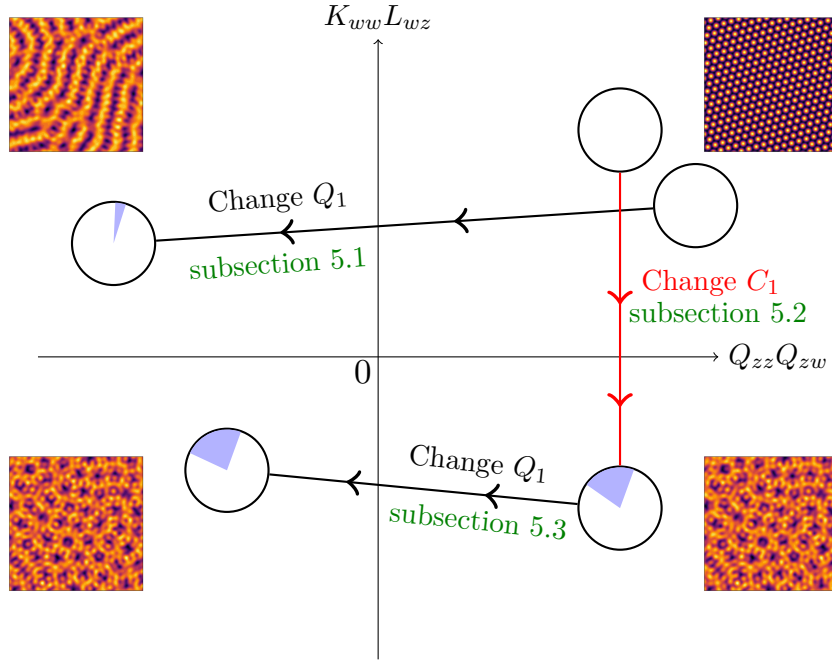 K_{ww}L_{wz}
Change Q_1
subsection 5.1
Change C_1
subsection 5.2
Q_{zz}Q_{zw}
0
Change Q_1
subsection 5.3